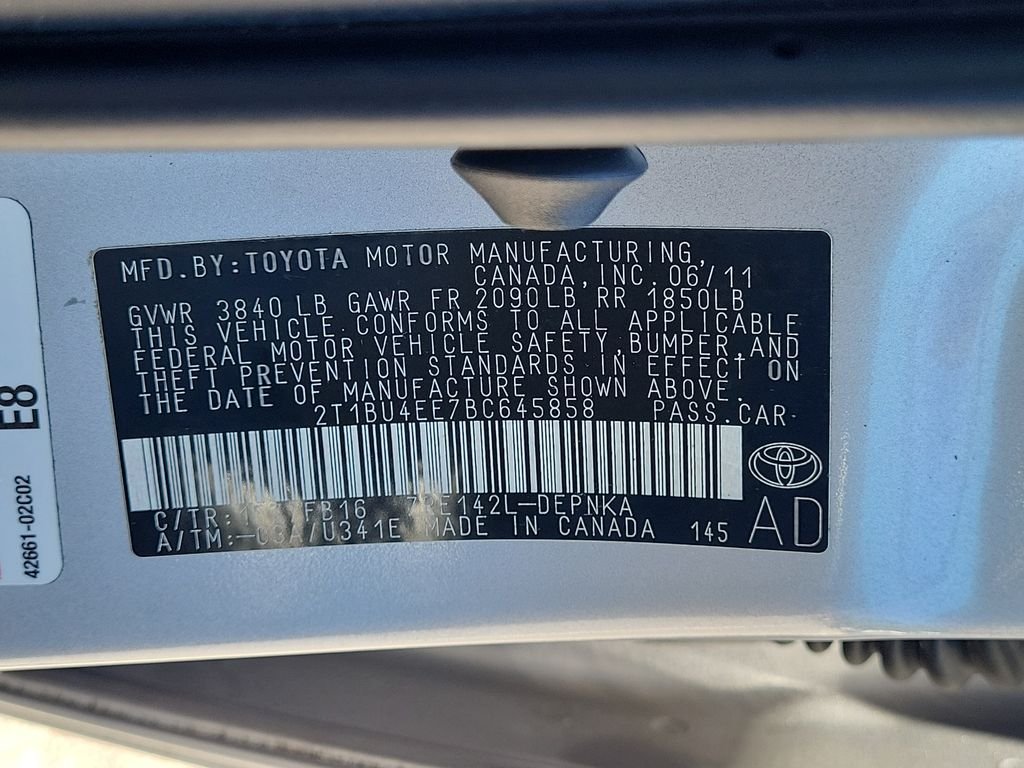 MFD.BY:TOYOTA MOTOR MANUFACTURING,
CANADA,INC.06/11
GVWR 3840 LB GAWR FR 2090LB RR 1850LB
THIS VEHICLE CONFORMS TO ALL APPLICABLE
FEDERAL MOTOR VEHICLE SAFETY,BUMPER,AND
THEFT PREVENTION STANDARDS IN EFFECT ON
THE DATE OF MANUFACTURE SHOWN ABOVE.
2T1BU4EE7BC645858 PASS.CAR
C/TR: 142L-DEPNKA
A/TM: /U341E MADE IN CANADA 145
AD
E8
42661-02C02